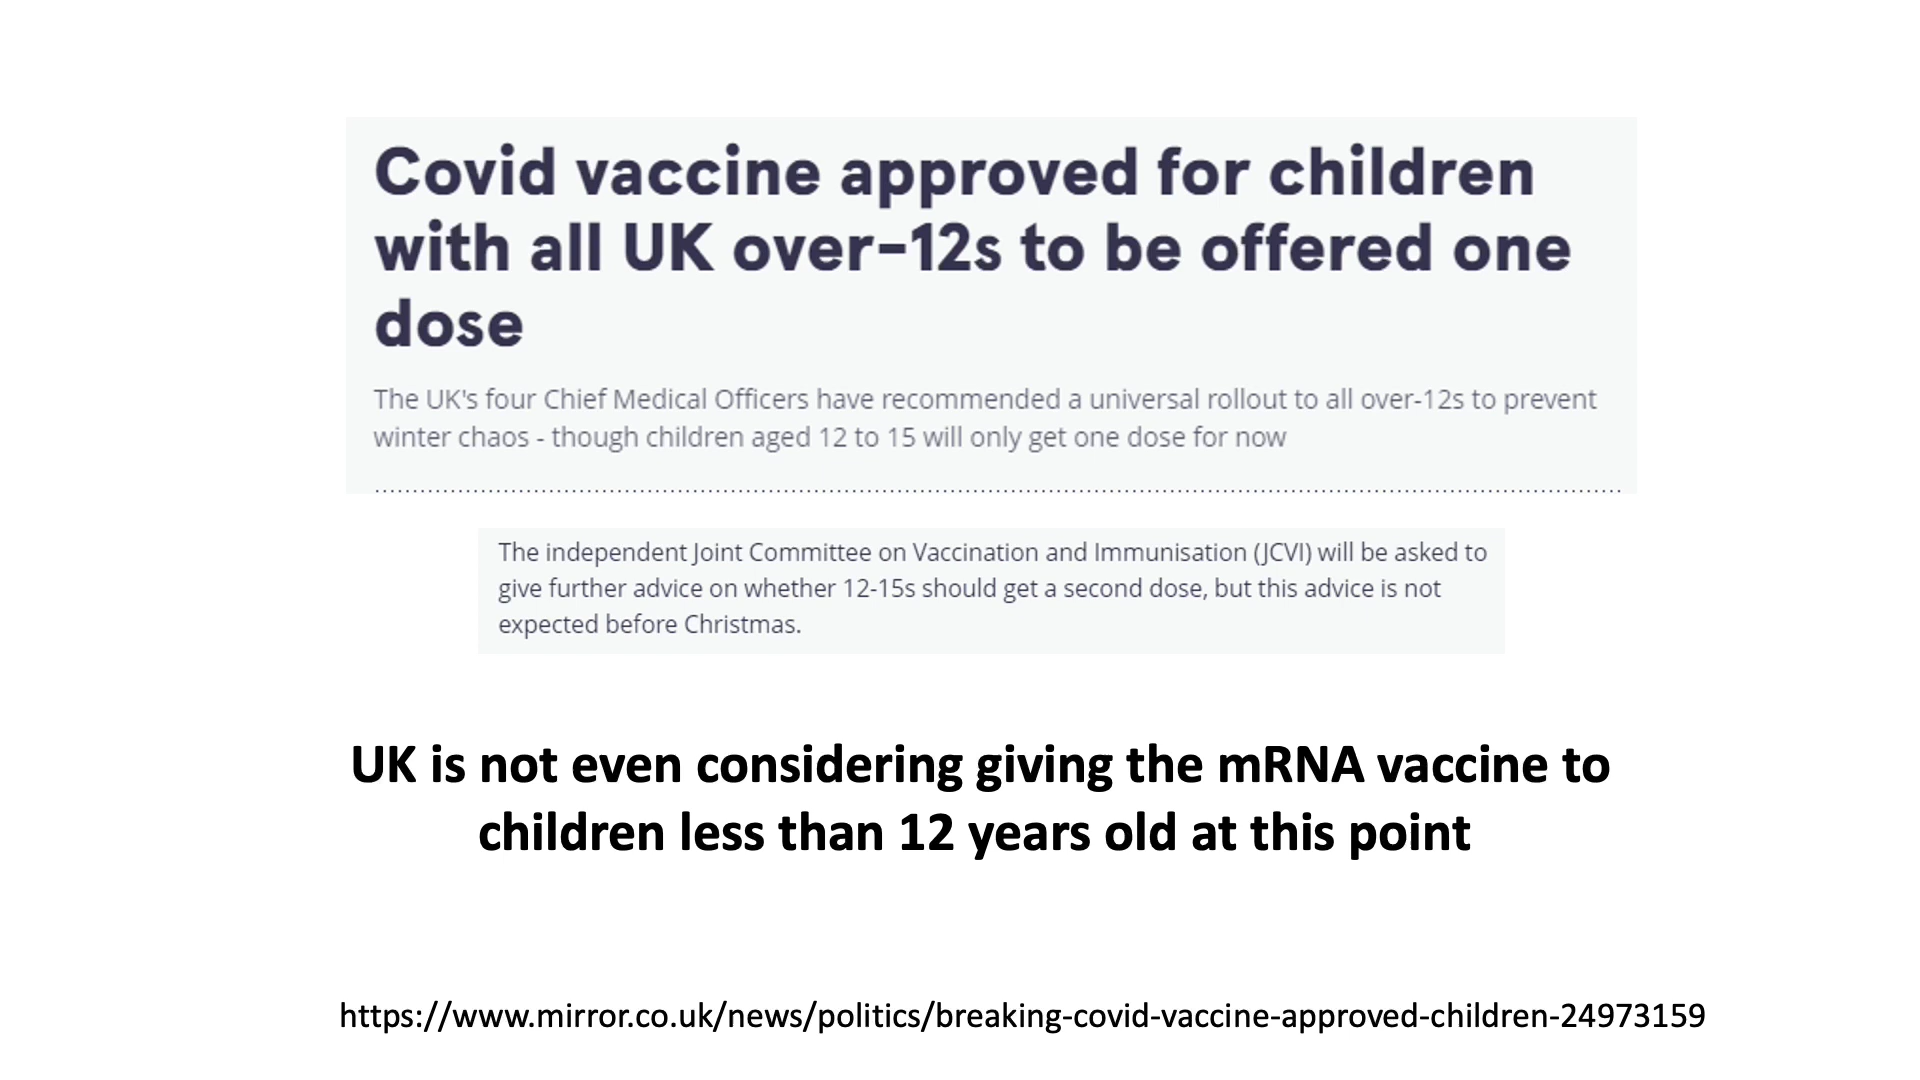 Covid vaccine approved for children
with all UK over-12s to be offered one
dose
The UK's four Chief Medical Officers have recommended a universal rollout to all over-12s to prevent
winter chaos - though children aged 12 to 15 will only get one dose for now
The independent Joint Committee on Vaccination and Immunisation (JCVI) will be asked to
give further advice on whether 12-15s should get a second dose, but this advice is not
expected before Christmas.
UK is not even considering giving the mRNA vaccine to
children less than 12 years old at this point
https://www.mirror.co.uk/news/politics/breaking-covid-vaccine-approved-children-24973159